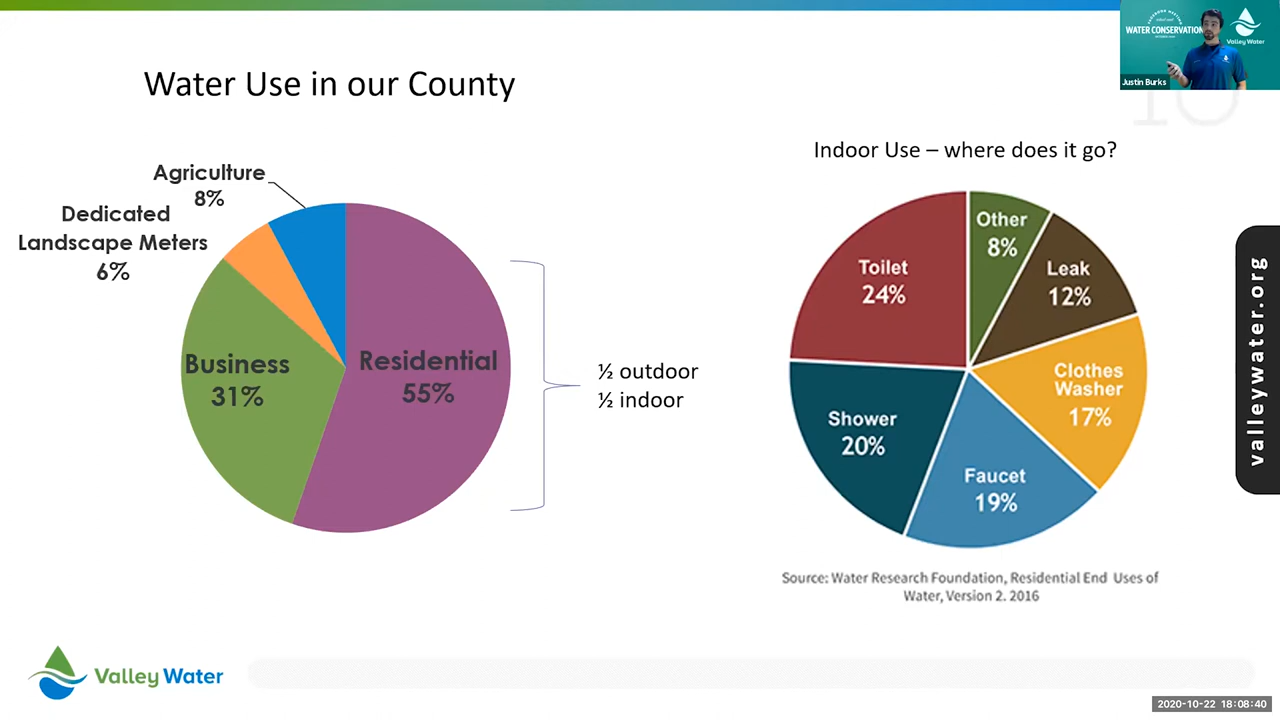 Water Use in our County
Agriculture
8%
Dedicated
Landscape Meters
6%
Business
31%
Residential
55%
½ outdoor
½ indoor
Indoor Use – where does it go?
Other
8%
Leak
12%
Clothes
Washer
17%
Faucet
19%
Shower
20%
Toilet
24%
Source: Water Research Foundation, Residential End Uses of
Water, Version 2. 2016
valleywater.org
WATER CONSERVATION
Valley Water
Justin Burks
Valley Water
2020-10-22 18:08:40